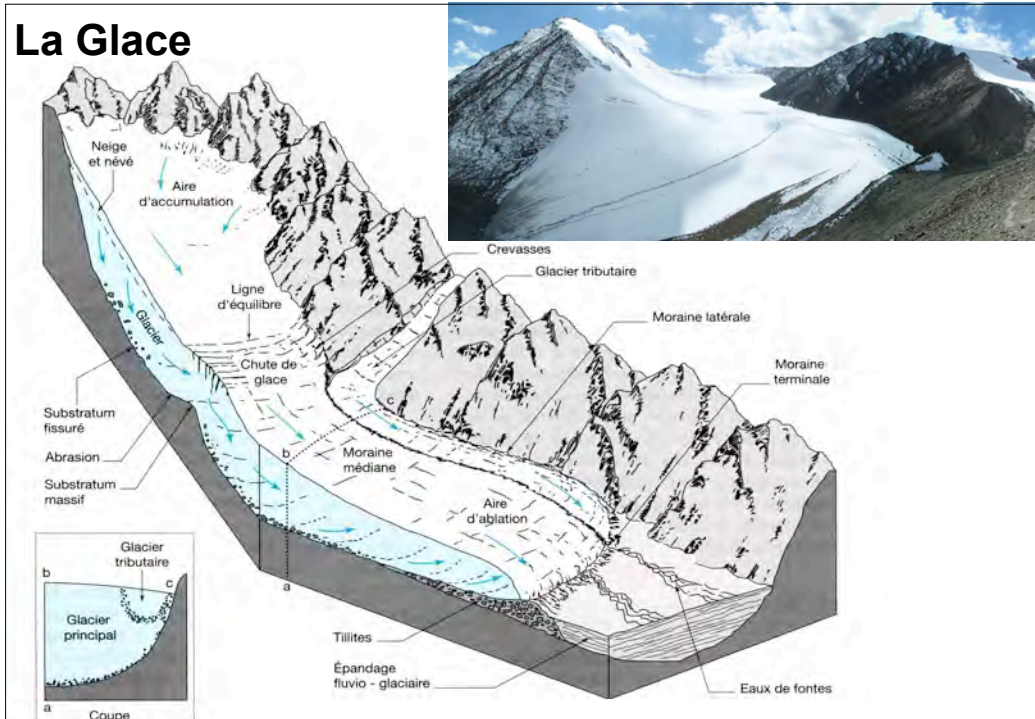 La Glace
Neige
et névé
Aire
d'accumulation
Crevasses
Glacier tributaire
Ligne
d'équilibre
Moraine latérale
Glacier
Chute de
glace
Moraine
terminale
Substratum
fissuré
c
b
Abrasion
Moraine
médiane
Substratum
massif
Aire
d'ablation
Glacier
tributaire
b
c
a
Glacier
principal
Tillites
Épandage
fluvio - glaciaire
Eaux de fontes
a
Coupe